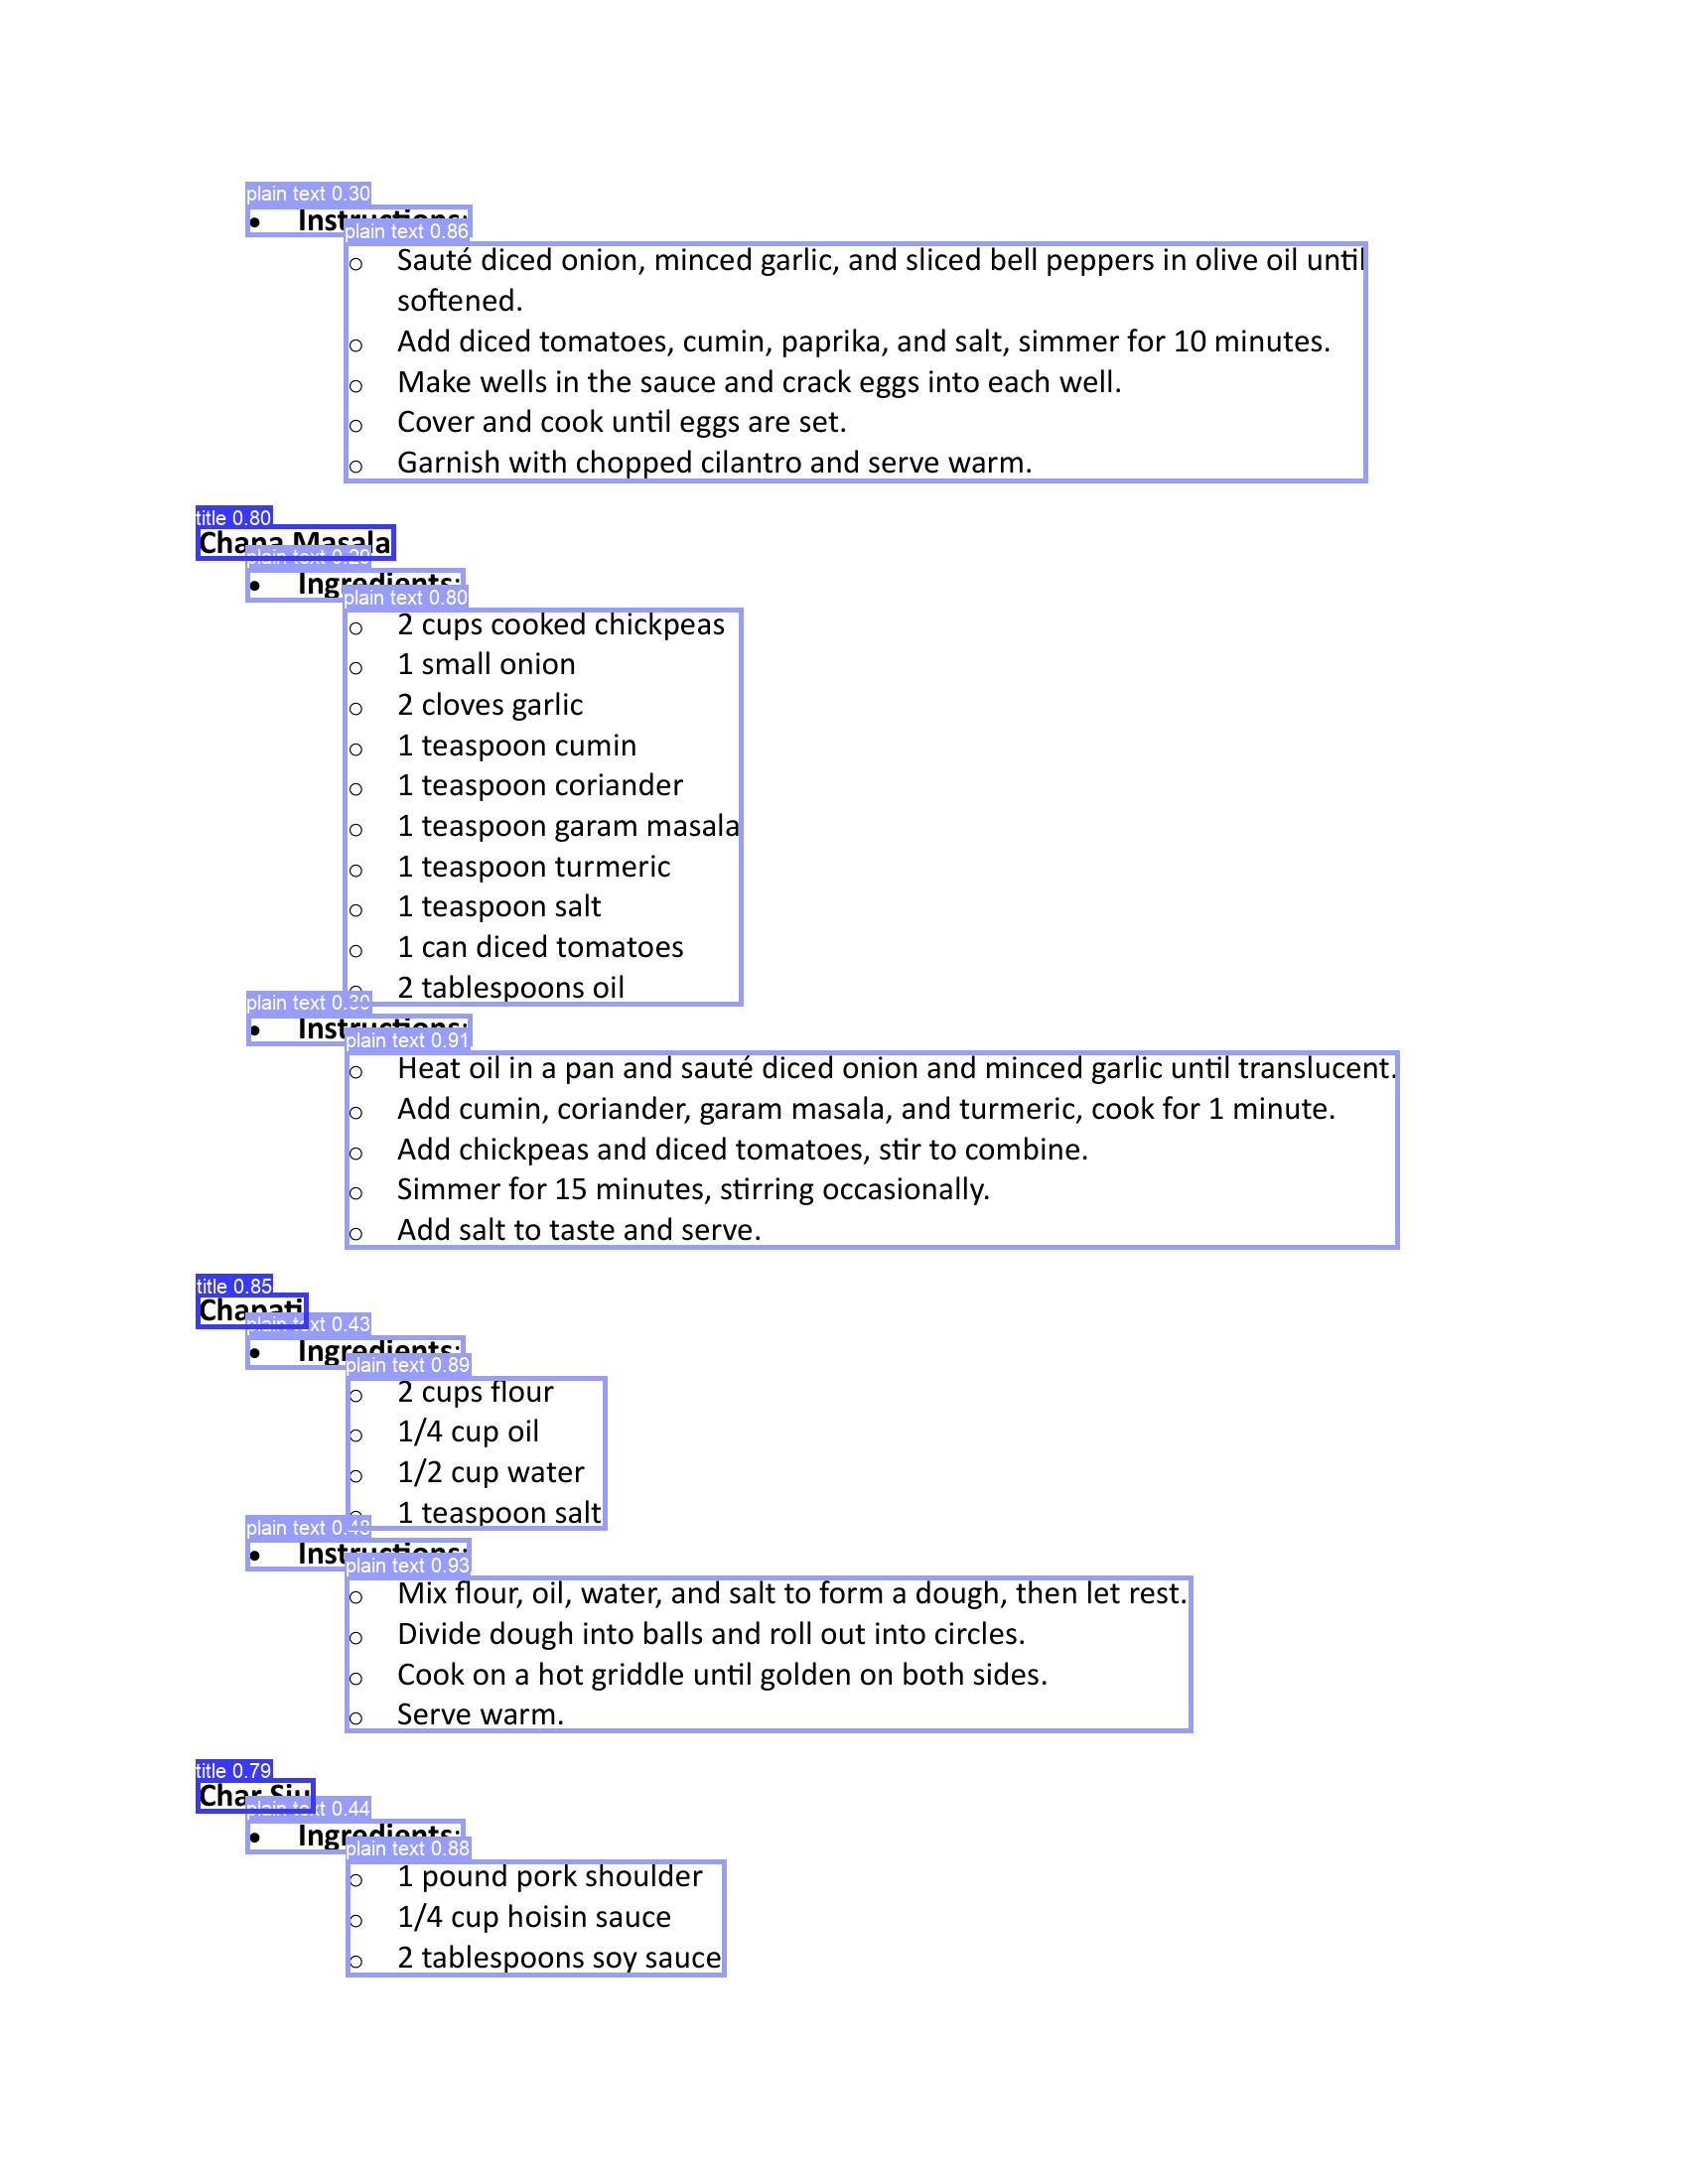 plain text 0.30
• Instructions:
plain text 0.86
○ Sauté diced onion, minced garlic, and sliced bell peppers in olive oil until
softened.
○ Add diced tomatoes, cumin, paprika, and salt, simmer for 10 minutes.
○ Make wells in the sauce and crack eggs into each well.
○ Cover and cook until eggs are set.
○ Garnish with chopped cilantro and serve warm.
title 0.80
Chana Masala
plain text 0.29
• Ingredients:
plain text 0.80
○ 2 cups cooked chickpeas
○ 1 small onion
○ 2 cloves garlic
○ 1 teaspoon cumin
○ 1 teaspoon coriander
○ 1 teaspoon garam masala
○ 1 teaspoon turmeric
○ 1 teaspoon salt
○ 1 can diced tomatoes
○ 2 tablespoons oil
plain text 0.30
• Instructions:
plain text 0.91
○ Heat oil in a pan and sauté diced onion and minced garlic until translucent.
○ Add cumin, coriander, garam masala, and turmeric, cook for 1 minute.
○ Add chickpeas and diced tomatoes, stir to combine.
○ Simmer for 15 minutes, stirring occasionally.
○ Add salt to taste and serve.
title 0.85
Chapati
plain text 0.43
• Ingredients:
plain text 0.89
○ 2 cups flour
○ 1/4 cup oil
○ 1/2 cup water
○ 1 teaspoon salt
plain text 0.48
• Instructions:
plain text 0.93
○ Mix flour, oil, water, and salt to form a dough, then let rest.
○ Divide dough into balls and roll out into circles.
○ Cook on a hot griddle until golden on both sides.
○ Serve warm.
title 0.79
Char Siu
plain text 0.44
• Ingredients:
plain text 0.88
○ 1 pound pork shoulder
○ 1/4 cup hoisin sauce
○ 2 tablespoons soy sauce